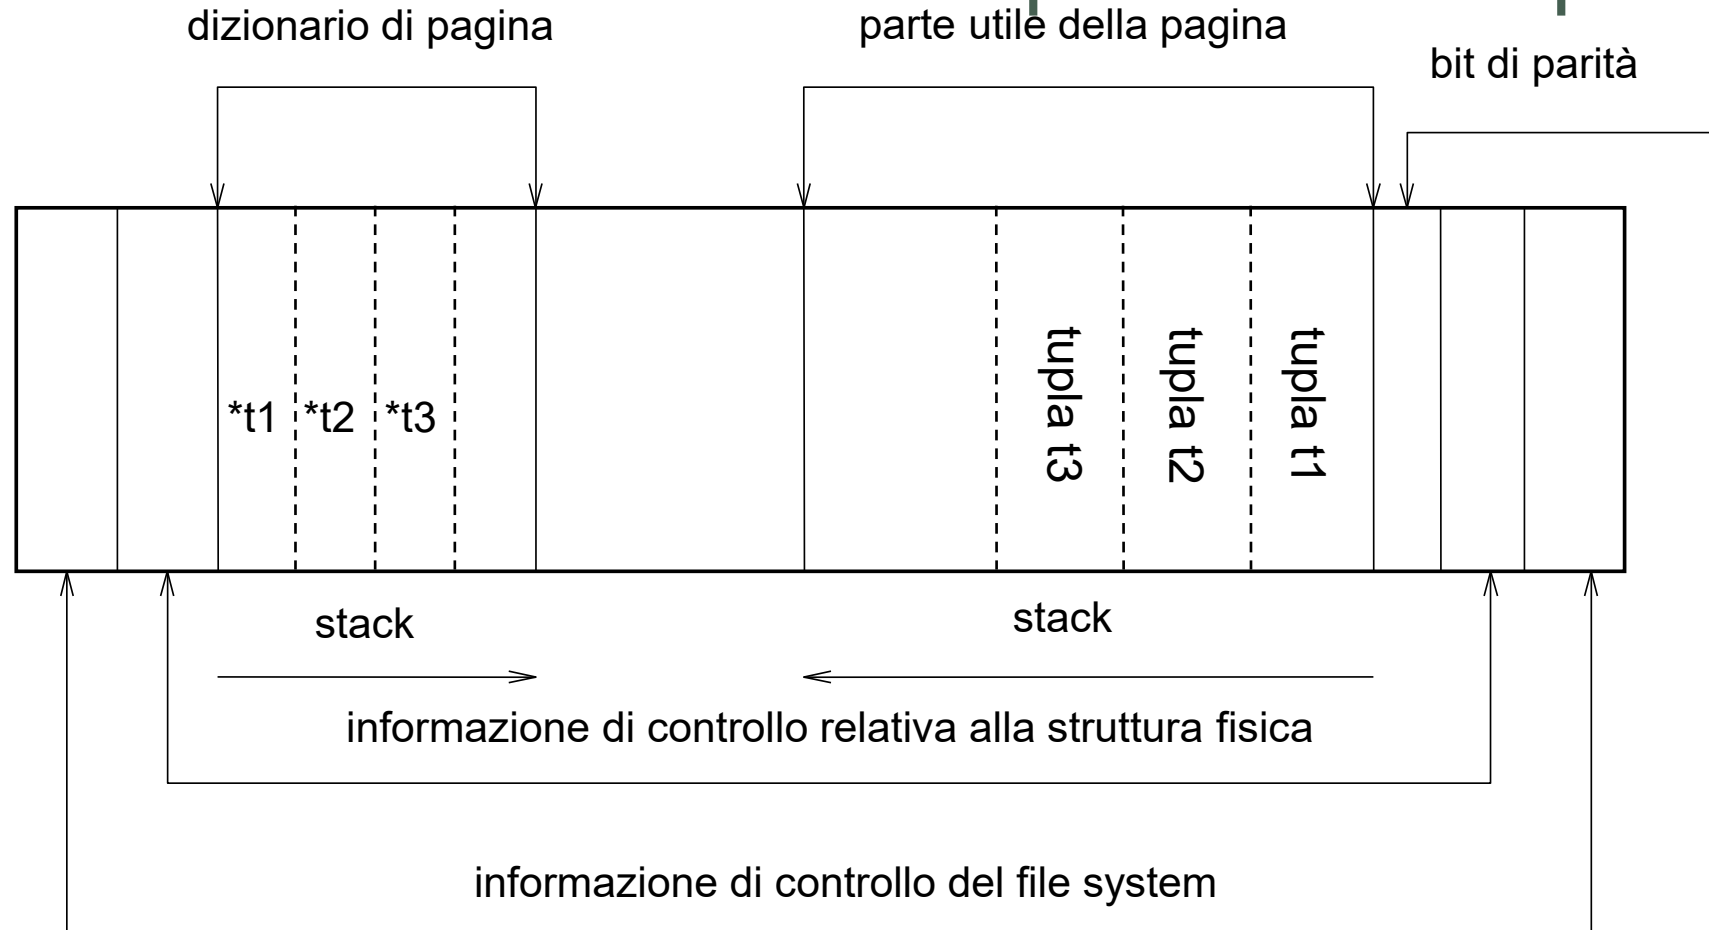 dizionario di pagina
parte utile della pagina
bit di parità
*t1
*t2
*t3
tupla t3
tupla t2
tupla t1
stack
stack
informazione di controllo relativa alla struttura fisica
informazione di controllo del file system